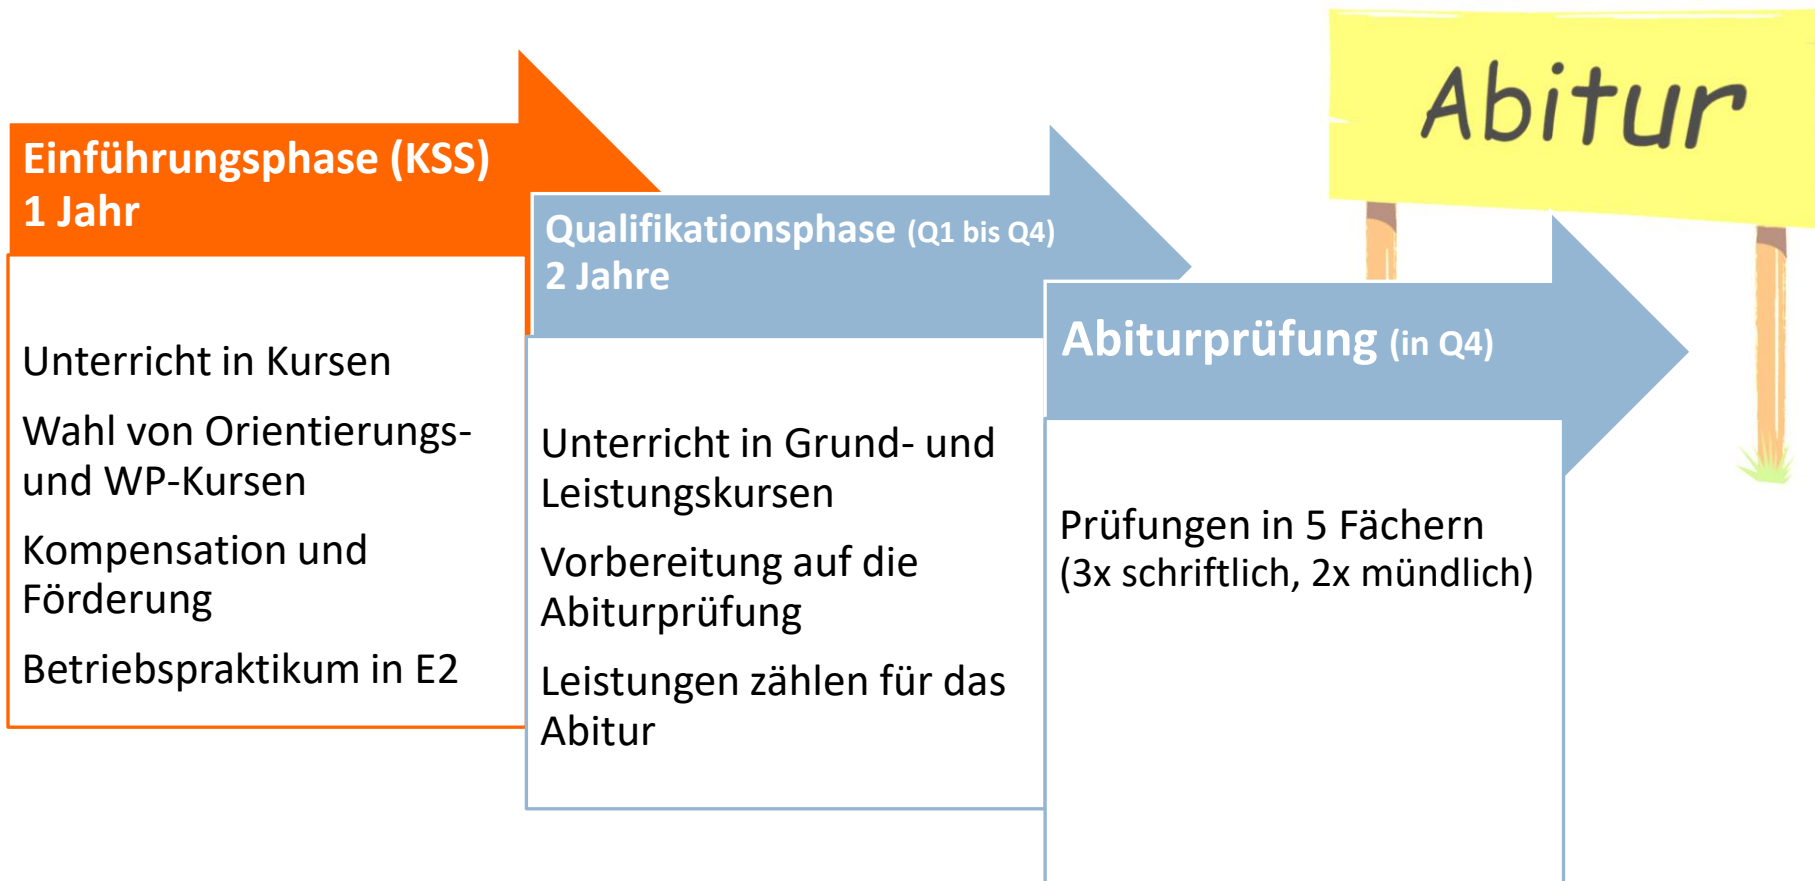 Abitur
Einführungsphase (KSS)
1 Jahr
Unterricht in Kursen
Wahl von Orientierungs-
und WP-Kursen
Kompensation und
Förderung
Betriebspraktikum in E2
Qualifikationsphase (Q1 bis Q4)
2 Jahre
Unterricht in Grund- und
Leistungskursen
Vorbereitung auf die
Abiturprüfung
Leistungen zählen für das
Abitur
Abiturprüfung (in Q4)
Prüfungen in 5 Fächern
(3x schriftlich, 2x mündlich)